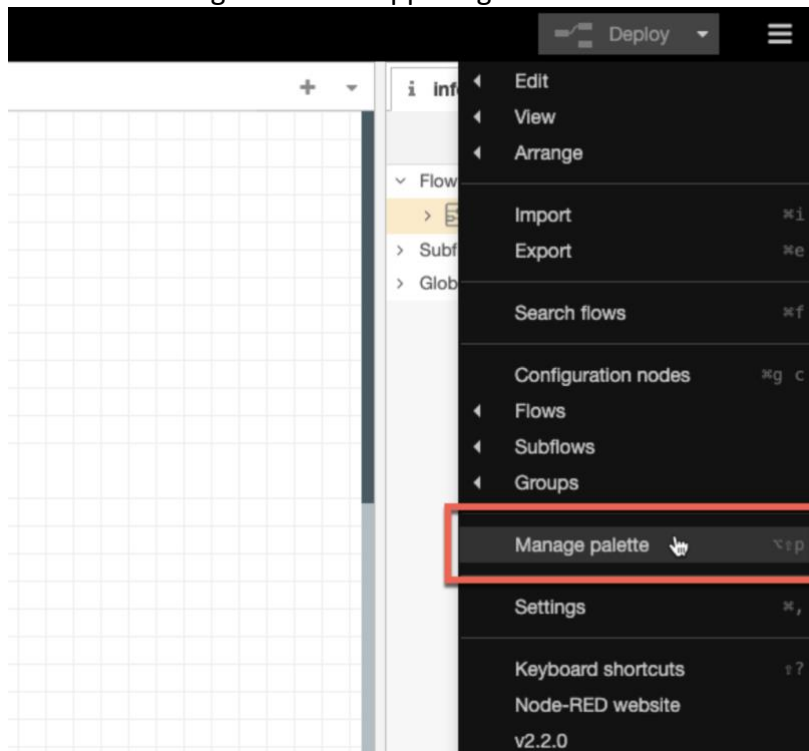 Deploy
i inf
Edit
View
Arrange
Flow
Import ⌘i
Subf
Export ⌘e
Glob
Search flows ⌘f
Configuration nodes ⌘g c
Flows
Subflows
Groups
Manage palette ⌥⇧p
Settings ⌘,
Keyboard shortcuts ⇧?
Node-RED website
v2.2.0